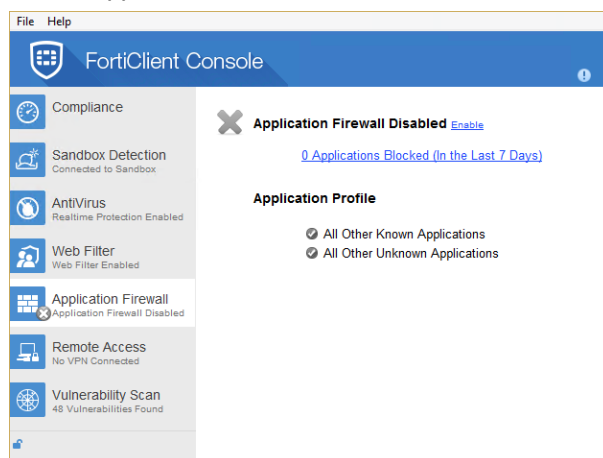 File Help
FortiClient Console
Compliance
Sandbox Detection
Connected to Sandbox
AntiVirus
Realtime Protection Enabled
Web Filter
Web Filter Enabled
Application Firewall
Application Firewall Disabled
Remote Access
No VPN Connected
Vulnerability Scan
48 Vulnerabilities Found
Application Firewall Disabled Enable
0 Applications Blocked (In the Last 7 Days)
Application Profile
All Other Known Applications
All Other Unknown Applications